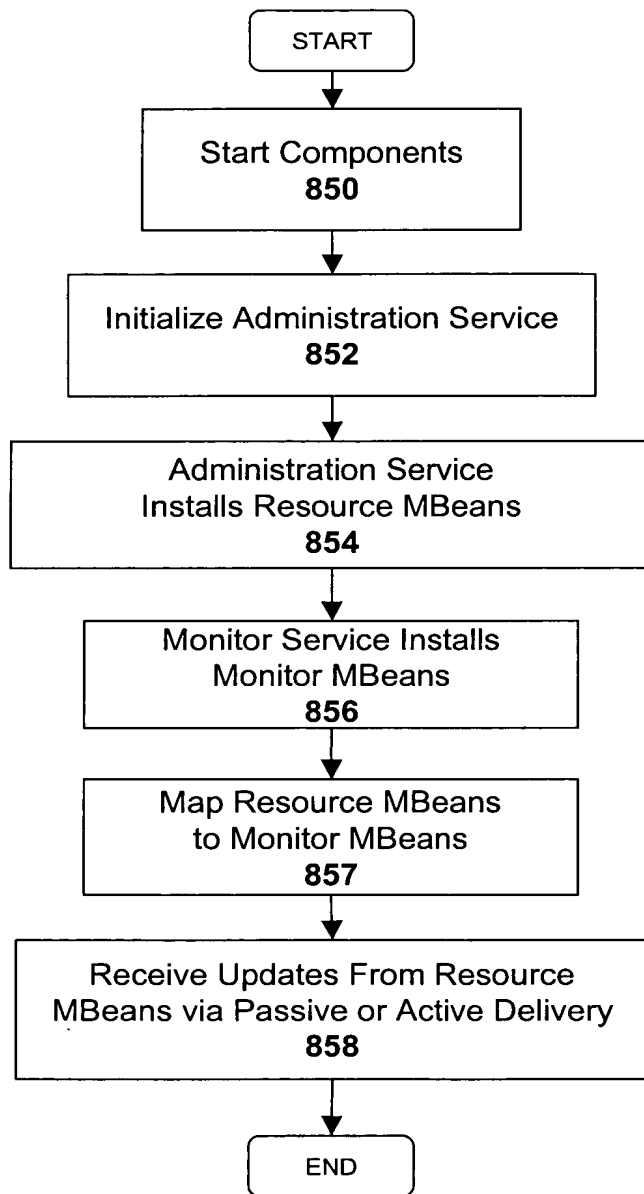 START
Start Components
850
Initialize Administration Service
852
Administration Service
Installs Resource MBeans
854
Monitor Service Installs
Monitor MBeans
856
Map Resource MBeans
to Monitor MBeans
857
Receive Updates From Resource
MBeans via Passive or Active Delivery
858
END